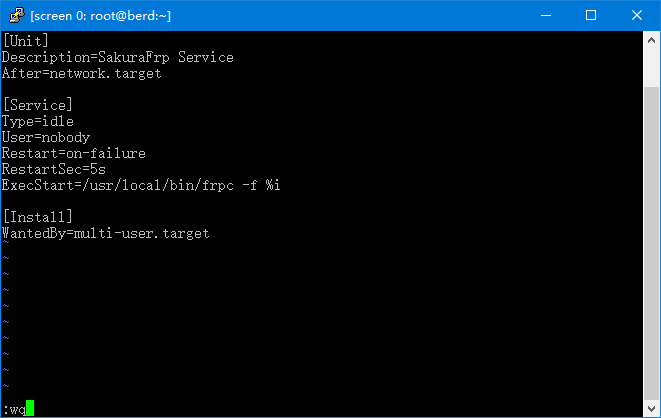 [screen 0: root@berd:~]
[Unit]
Description=SakuraFrp Service
After=network.target
[Service]
Type=idle
User=nobody
Restart=on-failure
RestartSec=5s
ExecStart=/usr/local/bin/frpc -f %i
[Install]
WantedBy=multi-user.target
~
~
~
~
~
~
~
~
~
~
:wq